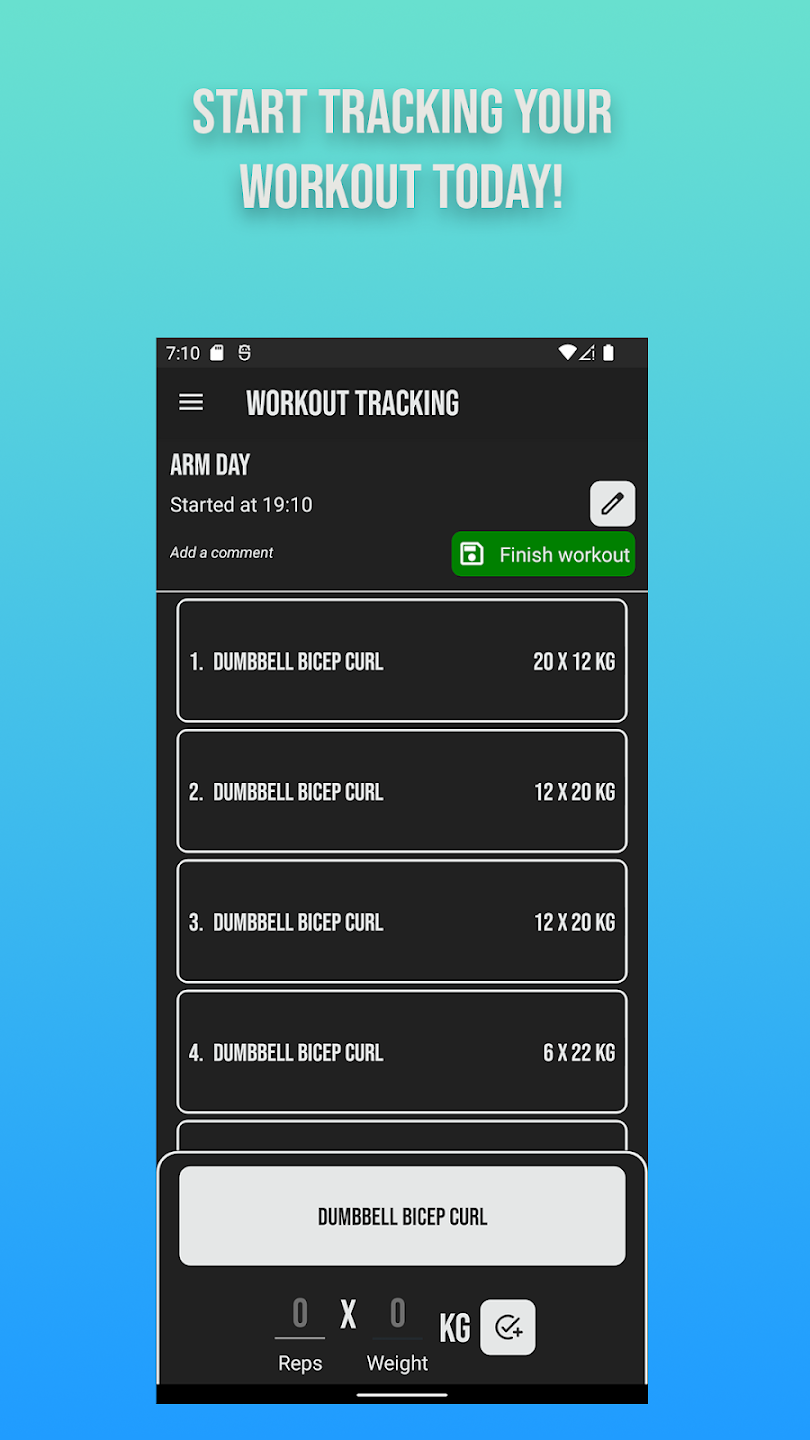 START TRACKING YOUR
WORKOUT TODAY!
7:10
WORKOUT TRACKING
ARM DAY
Started at 19:10
Add a comment
Finish workout
1. DUMBBELL BICEP CURL 20 X 12 KG
2. DUMBBELL BICEP CURL 12 X 20 KG
3. DUMBBELL BICEP CURL 12 X 20 KG
4. DUMBBELL BICEP CURL 6 X 22 KG
DUMBBELL BICEP CURL
0 X 0 KG
Reps Weight